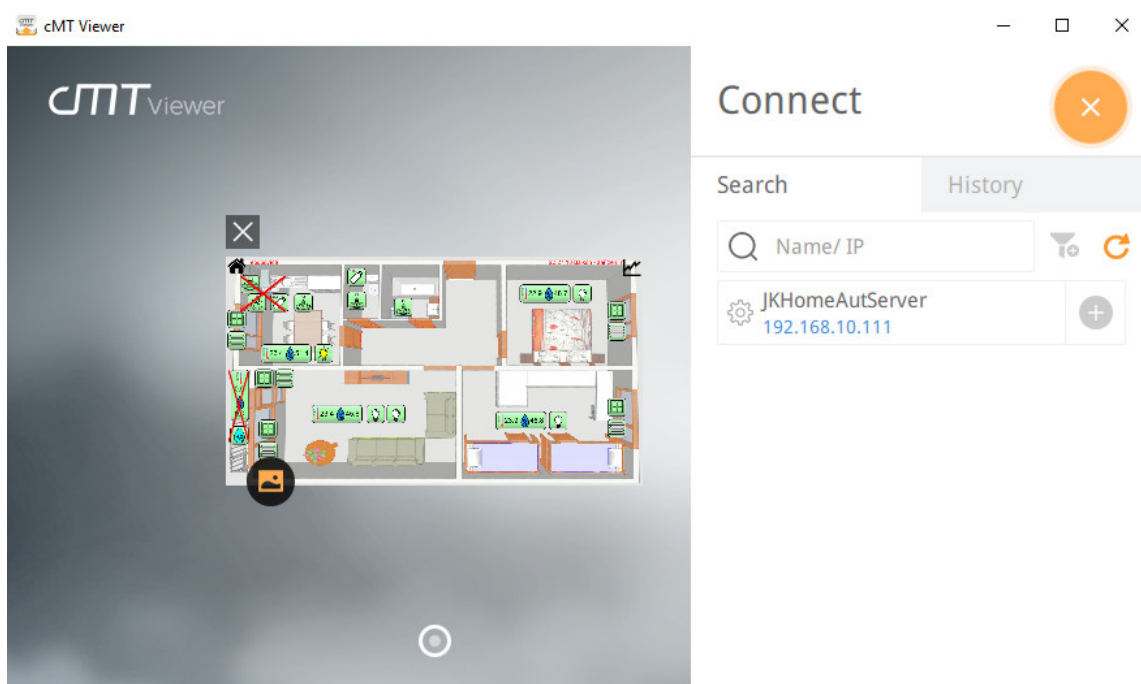 cMT Viewer
cMT Viewer
Connect
Search
History
Name/ IP
JKHomeAutServer
192.168.10.111